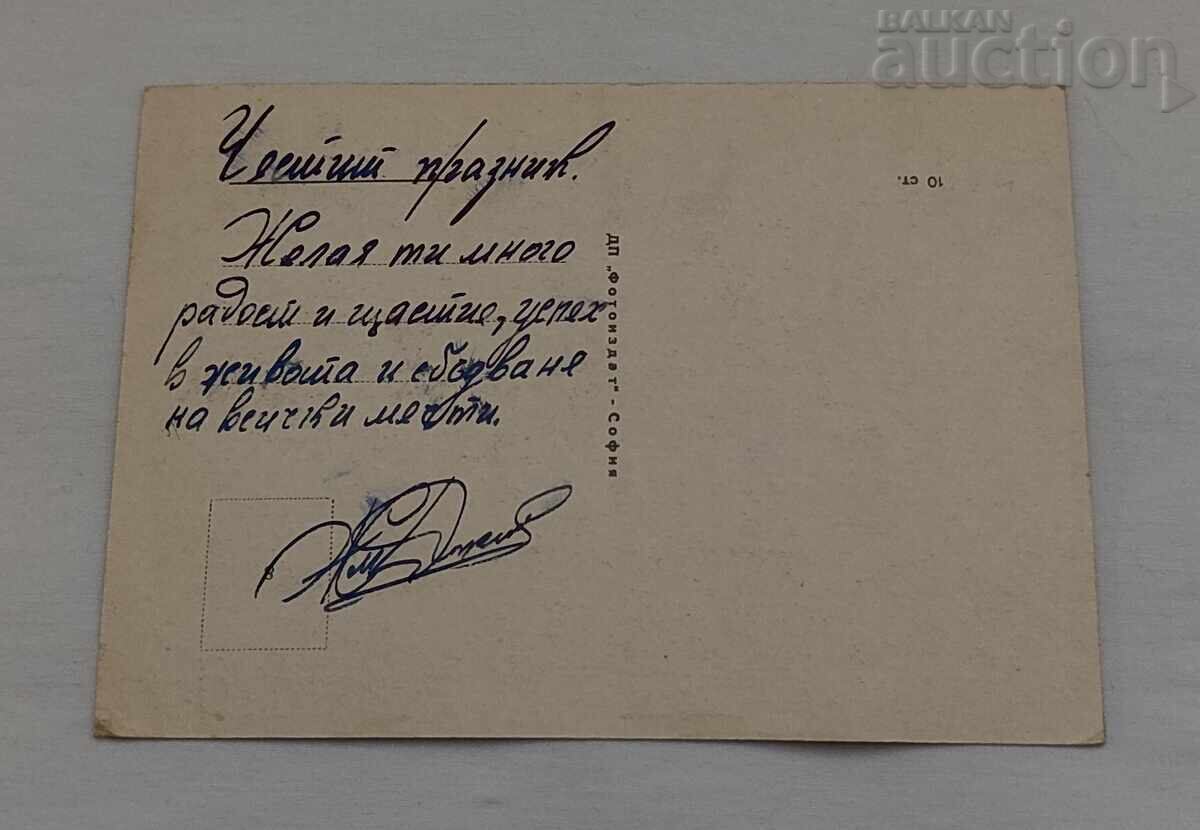 BALKAN
auction
Честит празник.
Желая ти много
радост и щастие, успех
в живота и сбъдване
на всички мечти.
ДП „Фотоиздат" - София
10 ст.